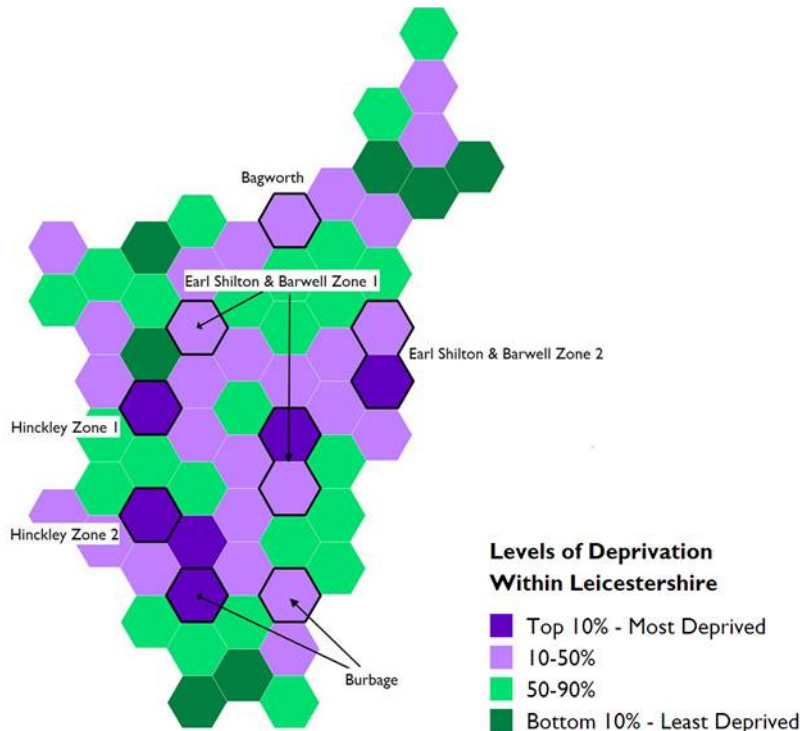 Bagworth
Earl Shilton & Barwell Zone 1
Earl Shilton & Barwell Zone 2
Hinckley Zone 1
Hinckley Zone 2
Burbage
Levels of Deprivation
Within Leicestershire
Top 10% - Most Deprived
10-50%
50-90%
Bottom 10% - Least Deprived